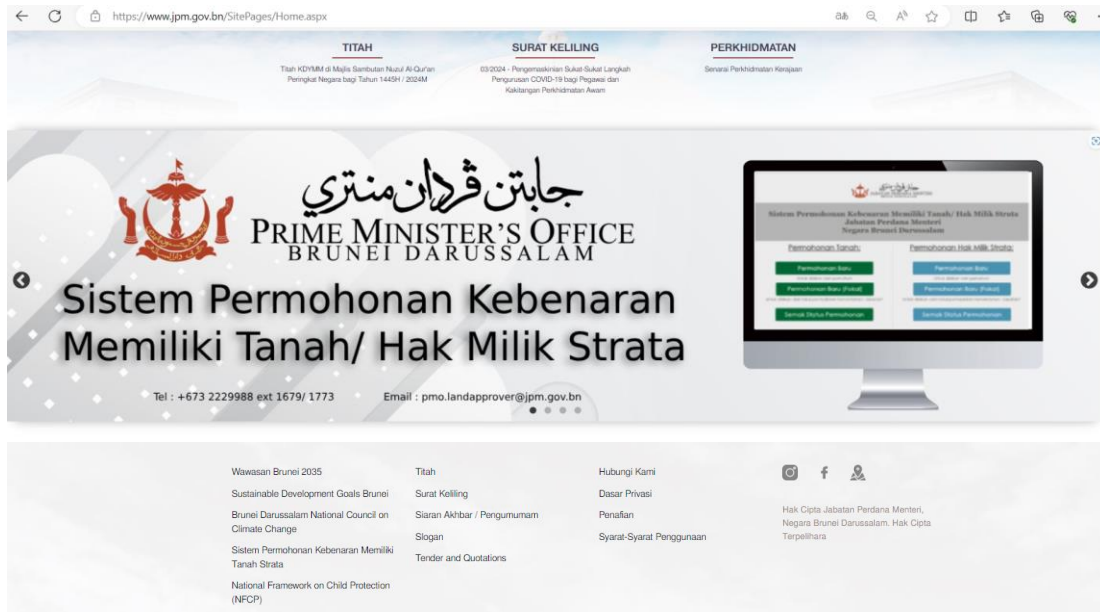 https://www.jpm.gov.bn/SitePages/Home.aspx
TITAH
Titah KDYMM di Majlis Sambutan Nuzul Al-Qur'an
Peringkat Negara bagi Tahun 1445H / 2024M
SURAT KELILING
03/2024 - Pengemaskinian Sukat-Sukat Langkah
Pengurusan COVID-19 bagi Pegawai dan
Kakitangan Perkhidmatan Awam
PERKHIDMATAN
Senarai Perkhidmatan Kerajaan
جابتن ڤردان منتري
PRIME MINISTER'S OFFICE
BRUNEI DARUSSALAM
Sistem Permohonan Kebenaran
Memiliki Tanah/ Hak Milik Strata
Tel : +673 2229988 ext 1679/ 1773
Email : pmo.landapprover@jpm.gov.bn
Sistem Permohonan Kebenaran Memiliki Tanah/ Hak Milik Strata
Jabatan Perdana Menteri
Negara Brunei Darussalam
Permohonan Tanah:
Permohonan Baru
Permohonan Baru (Pukal)
Semak Status Permohonan
Permohonan Hak Milik Strata:
Permohonan Baru
Permohonan Baru (Pukal)
Semak Status Permohonan
Wawasan Brunei 2035
Sustainable Development Goals Brunei
Brunei Darussalam National Council on
Climate Change
Sistem Permohonan Kebenaran Memiliki
Tanah Strata
National Framework on Child Protection
(NFCP)
Titah
Surat Keliling
Siaran Akhbar / Pengumumam
Slogan
Tender and Quotations
Hubungi Kami
Dasar Privasi
Penafian
Syarat-Syarat Penggunaan
Hak Cipta Jabatan Perdana Menteri,
Negara Brunei Darussalam. Hak Cipta
Terpelihara